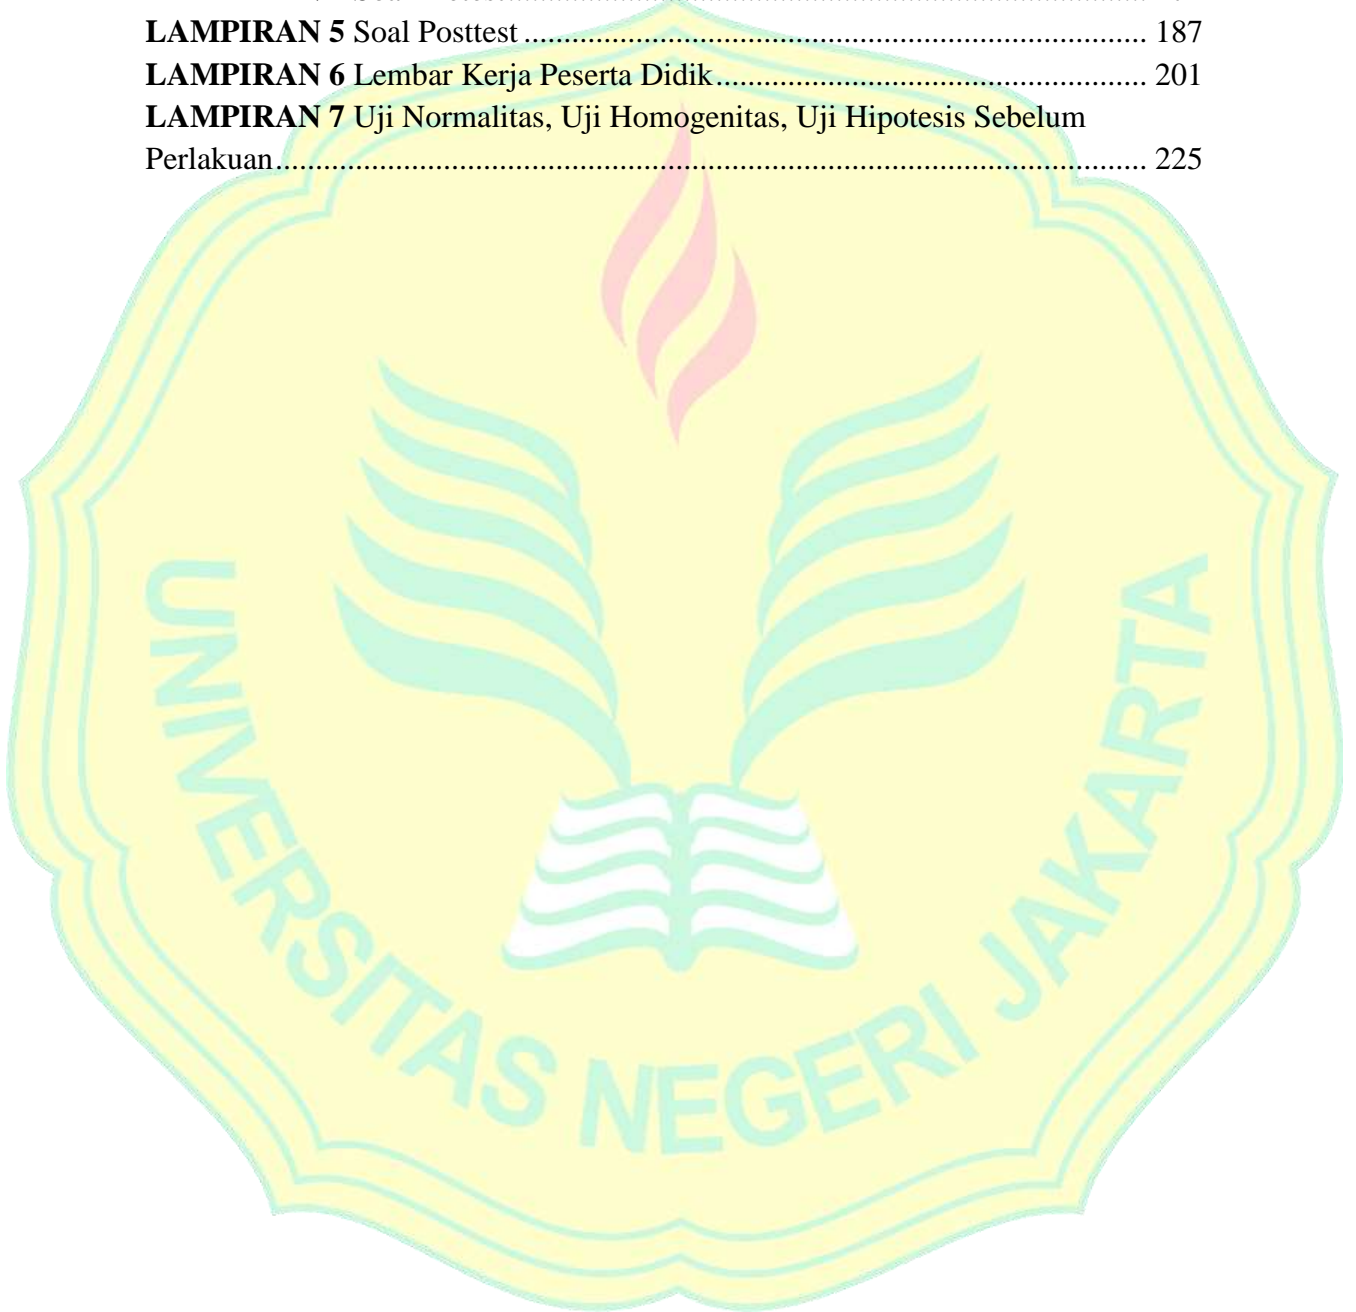 LAMPIRAN 5 Soal Posttest ............................................................................. 187
LAMPIRAN 6 Lembar Kerja Peserta Didik..................................................... 201
LAMPIRAN 7 Uji Normalitas, Uji Homogenitas, Uji Hipotesis Sebelum
Perlakuan............................................................................................................ 225
UNIVERSITAS NEGERI JAKARTA